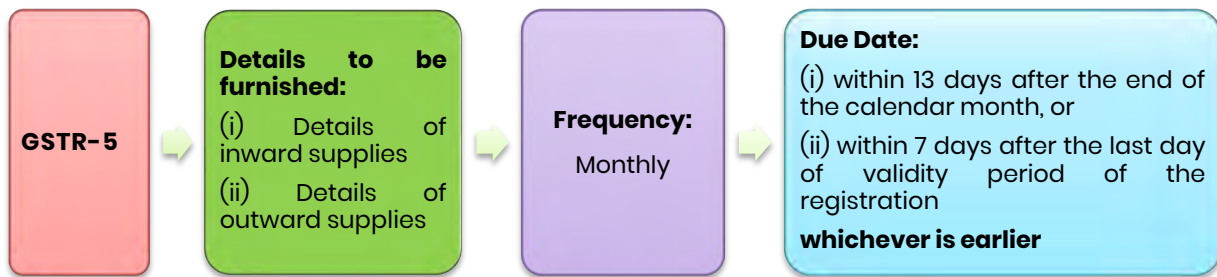 GSTR-5
Details to be
furnished:
(i) Details of
inward supplies
(ii) Details of
outward supplies
Frequency:
Monthly
Due Date:
(i) within 13 days after the end of
the calendar month, or
(ii) within 7 days after the last day
of validity period of the
registration
whichever is earlier